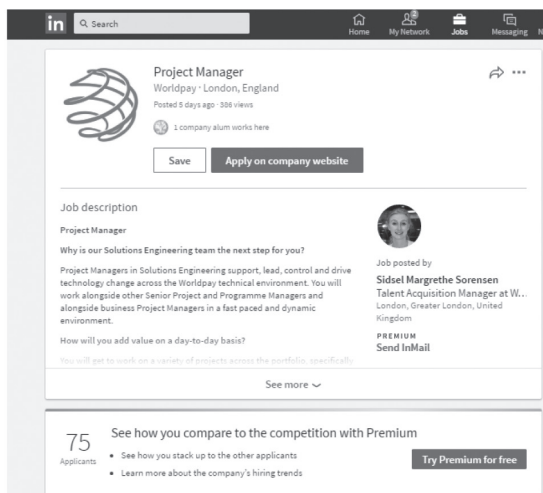 in Search
2
Home My Network Jobs Messaging N
Project Manager
Worldpay · London, England
Posted 5 days ago · 386 views
1 company alum works here
Save Apply on company website
Job description
Project Manager
Why is our Solutions Engineering team the next step for you?
Project Managers in Solutions Engineering support, lead, control and drive
technology change across the Worldpay technical environment. You will
work alongside other Senior Project and Programme Managers and
alongside business Project Managers in a fast paced and dynamic
environment.
How will you add value on a day-to-day basis?
You will get to work on a variety of projects across the portfolio, specifically
Job posted by
Sidsel Margrethe Sorensen
Talent Acquisition Manager at W...
London, Greater London, United
Kingdom
PREMIUM
Send InMail
See more
75
Applicants
See how you compare to the competition with Premium
• See how you stack up to the other applicants
• Learn more about the company's hiring trends
Try Premium for free